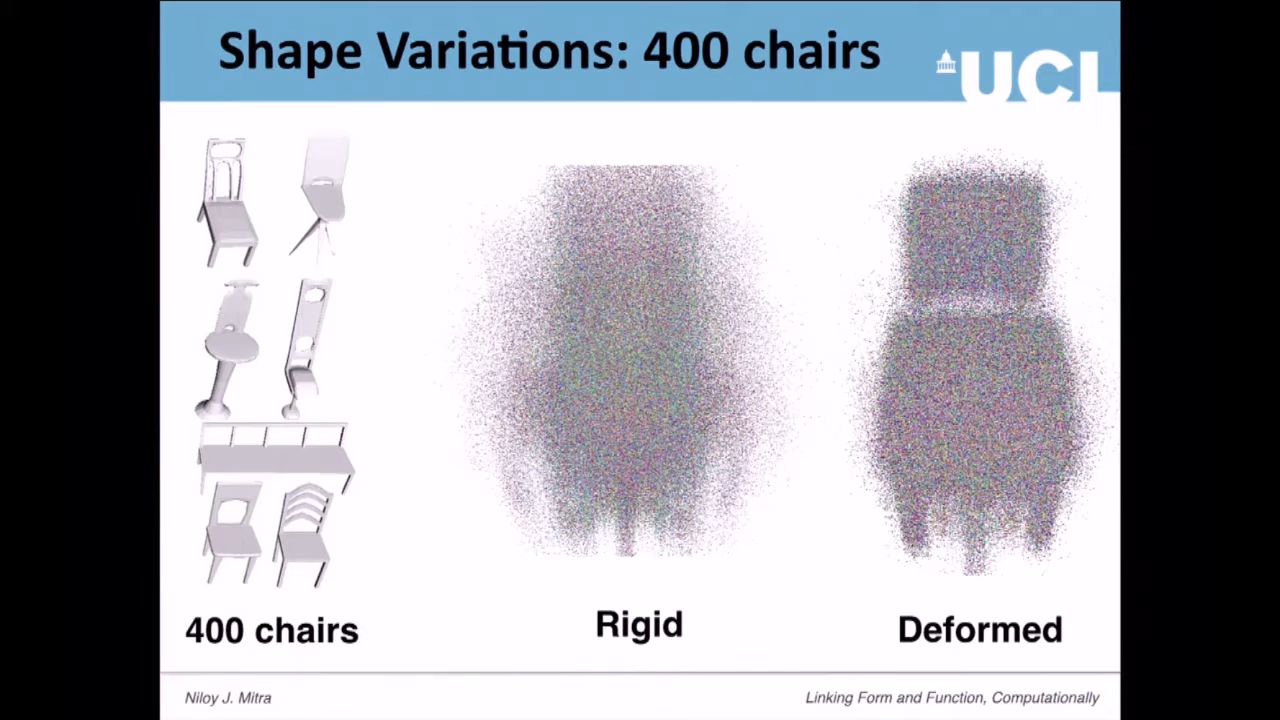 Shape Variations: 400 chairs
UCL
400 chairs
Rigid
Deformed
Niloy J. Mitra
Linking Form and Function, Computationally